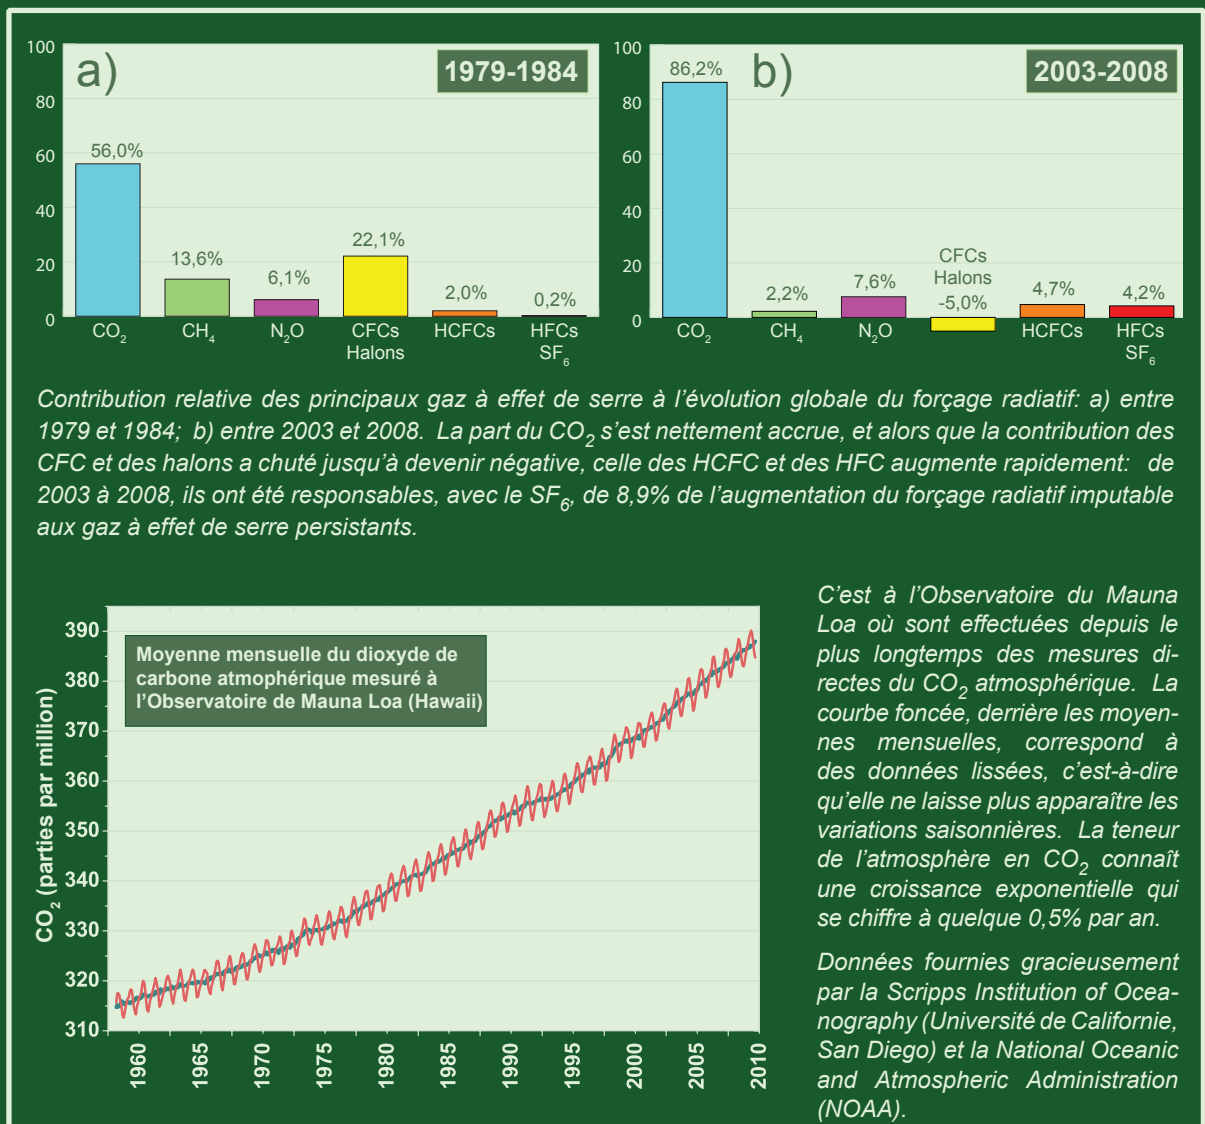 100
80
60
40
20
0
a)
1979-1984
56,0%
13,6%
6,1%
22,1%
2,0%
0,2%
CO2
CH4
N2O
CFCs
Halons
HCFCs
HFCs
SF6
100
80
60
40
20
0
b)
2003-2008
86,2%
2,2%
7,6%
CFCs
Halons
-5,0%
4,7%
4,2%
CO2
CH4
N2O
HCFCs
HFCs
SF6
Contribution relative des principaux gaz à effet de serre à l'évolution globale du forçage radiatif: a) entre
1979 et 1984; b) entre 2003 et 2008. La part du CO2 s'est nettement accrue, et alors que la contribution des
CFC et des halons a chuté jusqu'à devenir négative, celle des HCFC et des HFC augmente rapidement: de
2003 à 2008, ils ont été responsables, avec le SF6, de 8,9% de l'augmentation du forçage radiatif imputable
aux gaz à effet de serre persistants.
CO2 (parties par million)
390
380
370
360
350
340
330
320
310
Moyenne mensuelle du dioxyde de
carbone atmophérique mesuré à
l'Observatoire de Mauna Loa (Hawaii)
1960
1965
1970
1975
1980
1985
1990
1995
2000
2005
2010
C'est à l'Observatoire du Mauna
Loa où sont effectuées depuis le
plus longtemps des mesures di-
rectes du CO2 atmosphérique. La
courbe foncée, derrière les moyen-
nes mensuelles, correspond à
des données lissées, c'est-à-dire
qu'elle ne laisse plus apparaître les
variations saisonnières. La teneur
de l'atmosphère en CO2 connaît
une croissance exponentielle qui
se chiffre à quelque 0,5% par an.
Données fournies gracieusement
par la Scripps Institution of Ocea-
nography (Université de Californie,
San Diego) et la National Oceanic
and Atmospheric Administration
(NOAA).